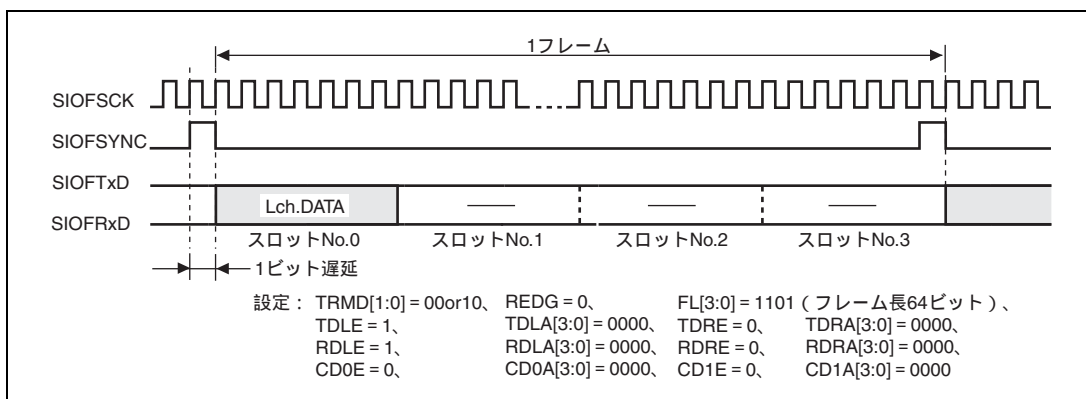 1フレーム
SIOFSCK
SIOFSYNC
SIOFTxD
Lch.DATA
SIOFRxD
スロットNo.0 スロットNo.1 スロットNo.2 スロットNo.3
1ビット遅延
設定： TRMD[1:0] = 00or10、 REDG = 0、 FL[3:0] = 1101（フレーム長64ビット）、
TDLE = 1、 TDLA[3:0] = 0000、 TDRE = 0、 TDRA[3:0] = 0000、
RDLE = 1、 RDLA[3:0] = 0000、 RDRE = 0、 RDRA[3:0] = 0000、
CD0E = 0、 CD0A[3:0] = 0000、 CD1E = 0、 CD1A[3:0] = 0000